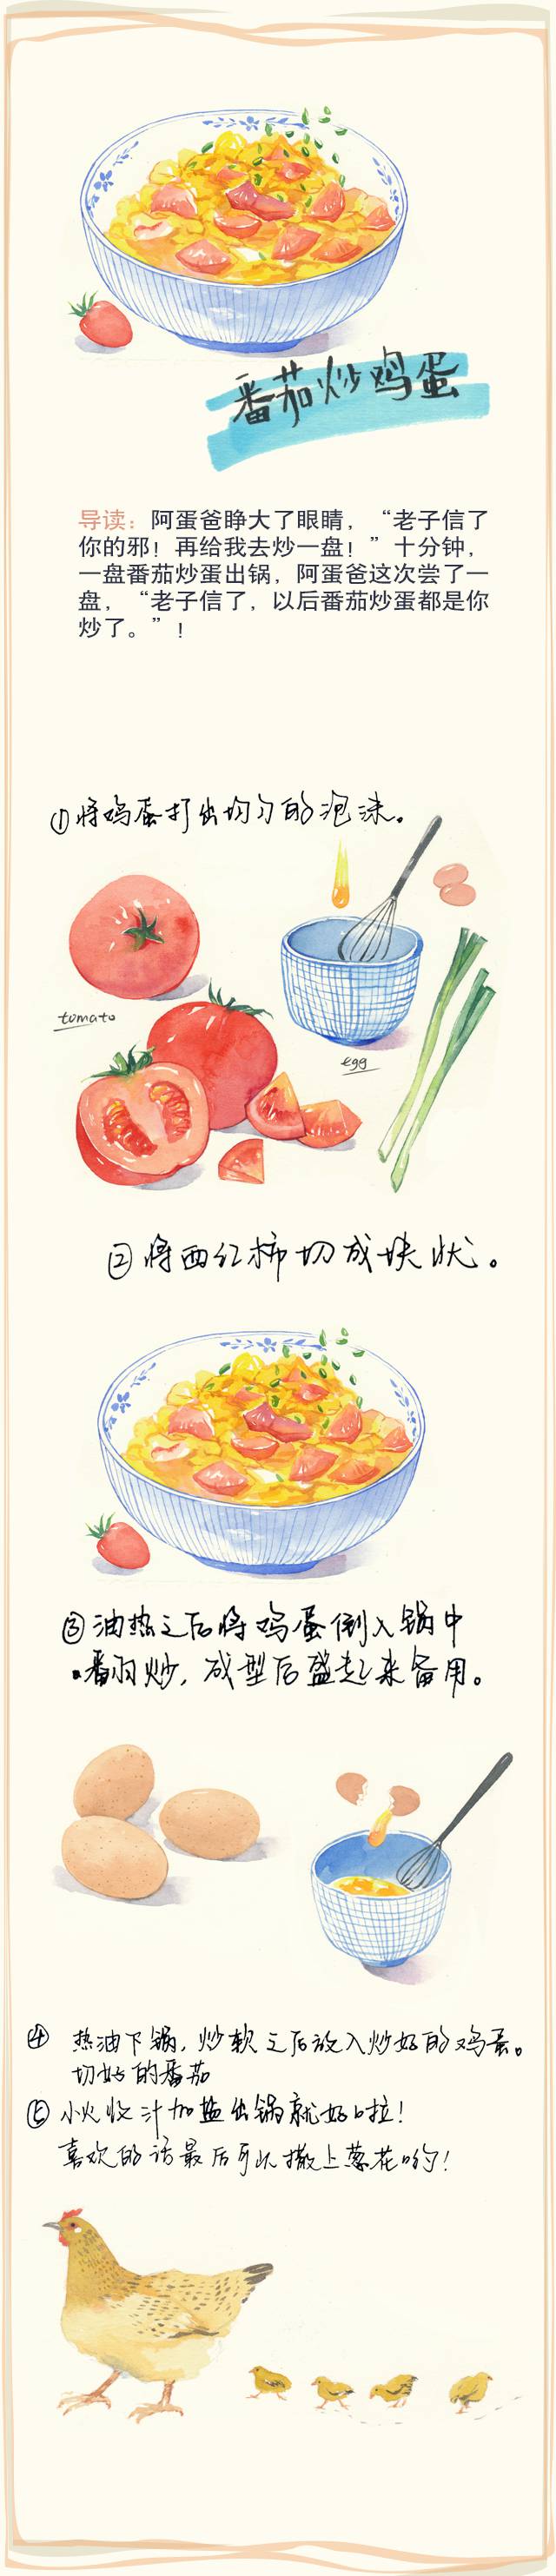 番茄炒鸡蛋
导读：阿蛋爸睁大了眼睛，“老子信了
你的邪！再给我去炒一盘！”十分钟，
一盘番茄炒蛋出锅，阿蛋爸这次尝了一
盘，“老子信了，以后番茄炒蛋都是你
炒了。”！
①将鸡蛋打出均匀的泡沫。
tomato
egg
②将西红柿切成块状。
③油热之后将鸡蛋倒入锅中
翻炒，成型后盛起来备用。
④热油下锅，炒软之后放入炒好的鸡蛋。
切好的番茄
⑤小火收汁加盐出锅就好啦！
喜欢的话最后可以撒上葱花哟！